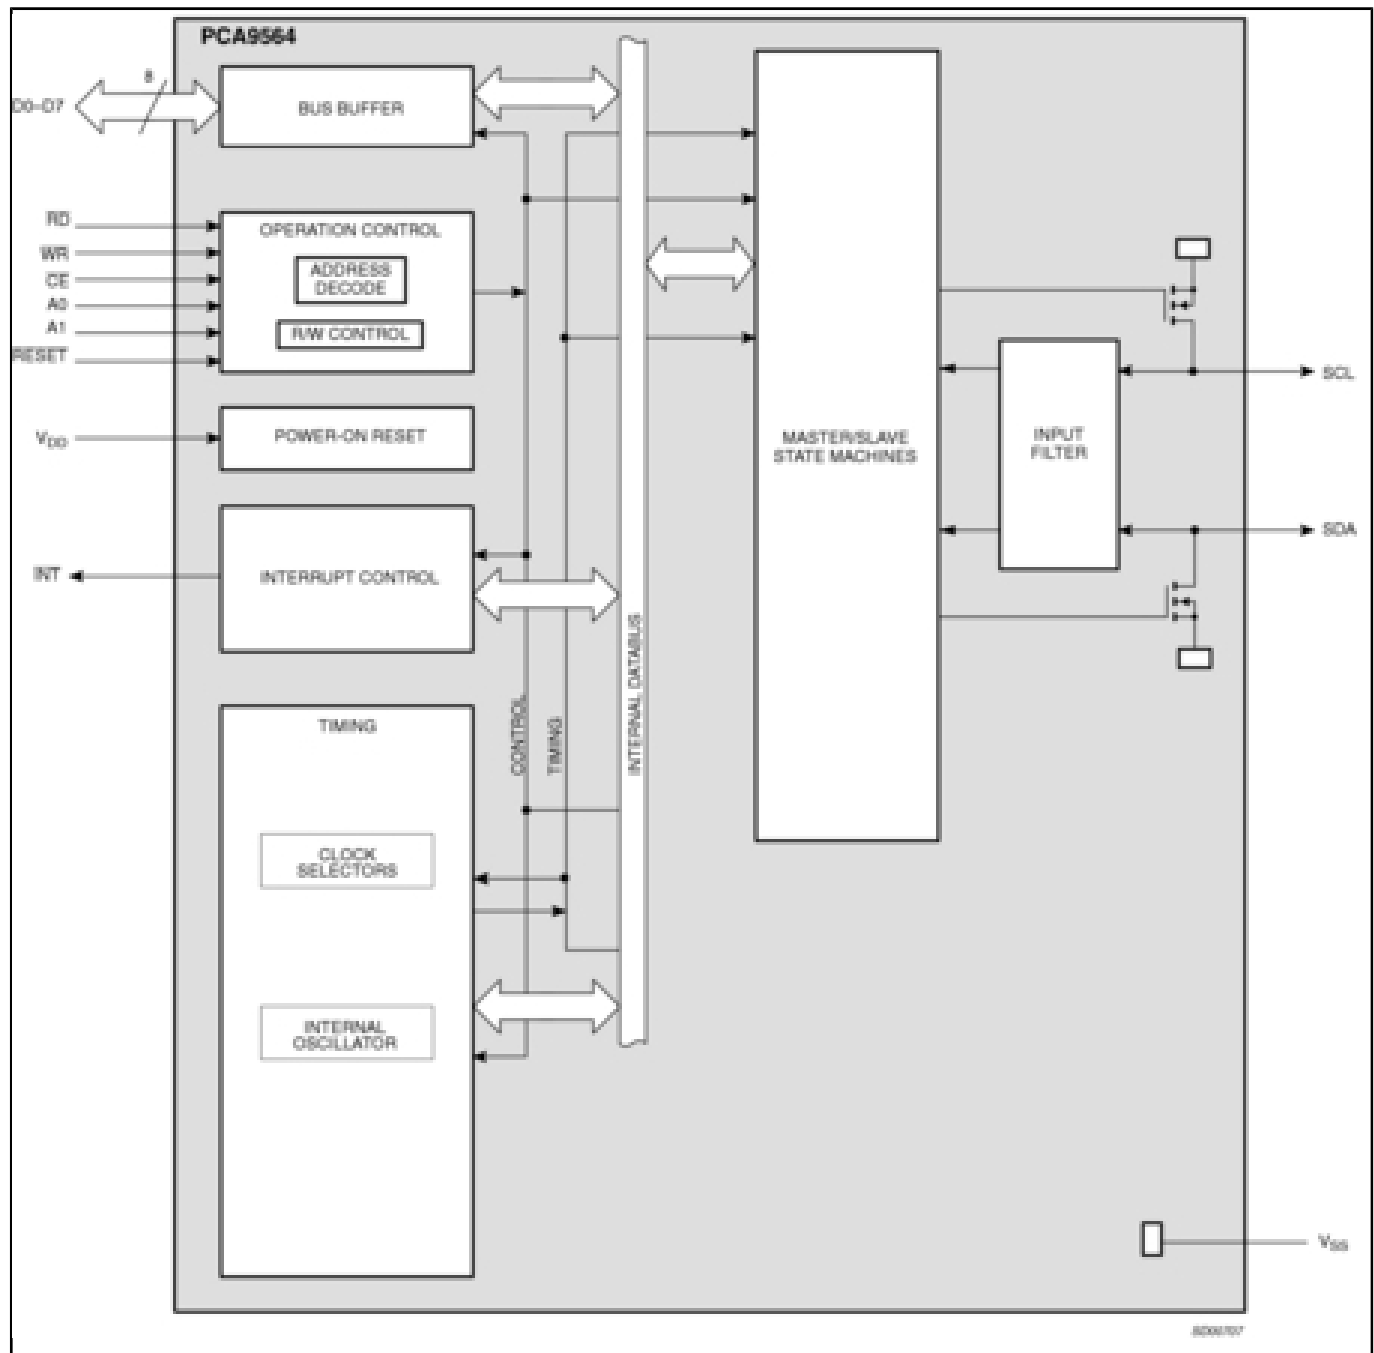 PCA9564
8
D0–D7
BUS BUFFER
RD
WR
CE
A0
A1
RESET
OPERATION CONTROL
ADDRESS
DECODE
R/W CONTROL
VDD
POWER-ON RESET
INT
INTERRUPT CONTROL
TIMING
CLOCK
SELECTORS
INTERNAL
OSCILLATOR
CONTROL
TIMING
INTERNAL DATABUS
MASTER/SLAVE
STATE MACHINES
INPUT
FILTER
SCL
SDA
VSS